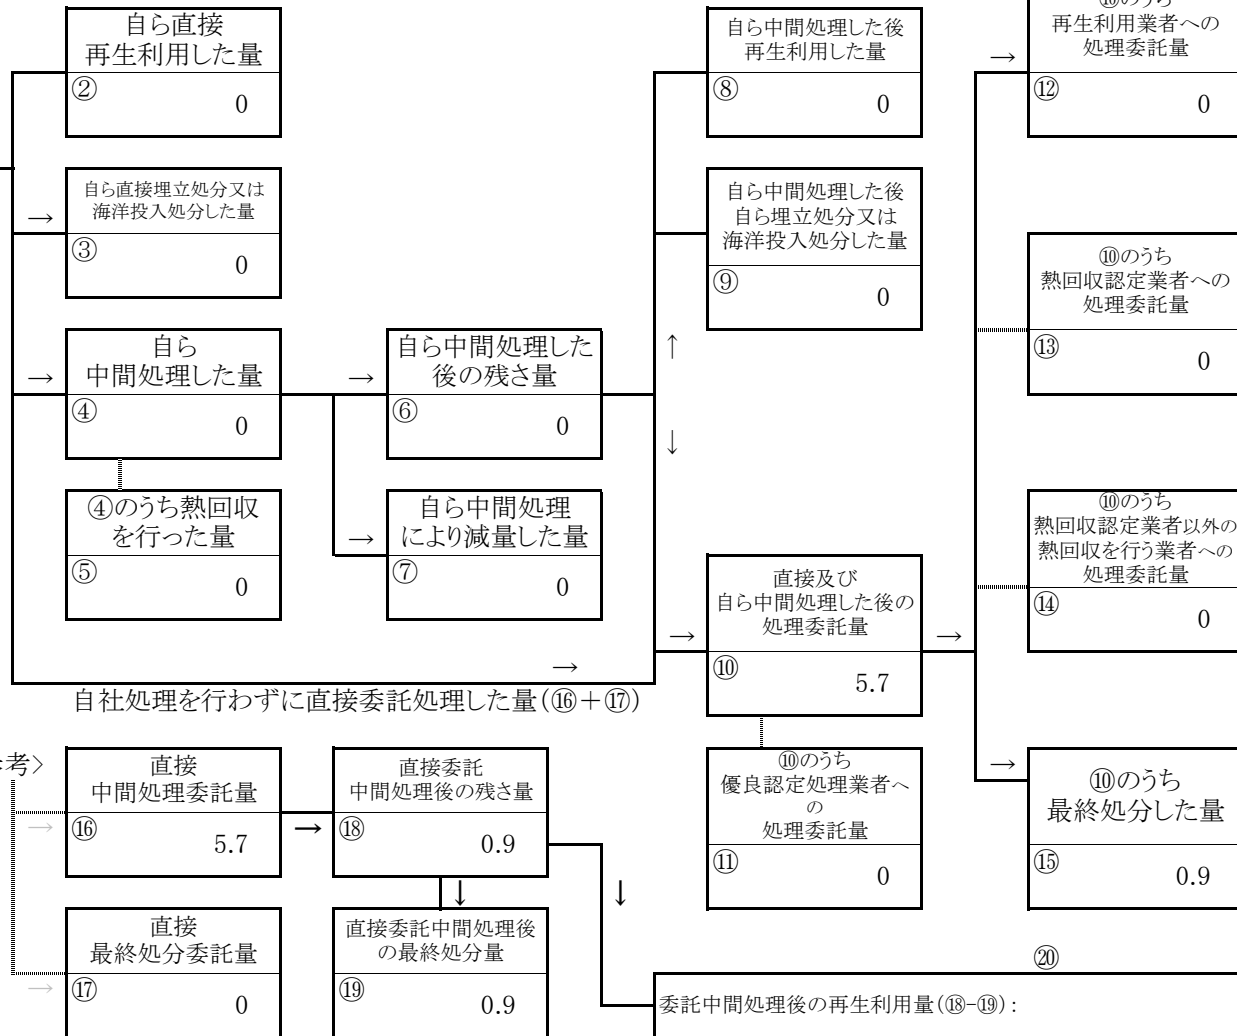 自ら直接
再生利用した量
②
0
自ら直接埋立処分又は
海洋投入処分した量
→
③
0
自ら
中間処理した量
→
④
0
④のうち熱回収
を行った量
⑤
0
自ら中間処理した
後の残さ量
→
⑥
0
自ら中間処理
により減量した量
→
⑦
0
自ら中間処理した後
再生利用した量
⑧
0
自ら中間処理した後
自ら埋立処分又は
海洋投入処分した量
⑨
0
↑
↓
直接及び
自ら中間処理した後の
処理委託量
→
⑩
5.7
→
⑩のうち
優良認定処理業者へ
の
処理委託量
⑪
0
⑩のうち
再生利用業者への
処理委託量
→
⑫
0
⑩のうち
熱回収認定業者への
処理委託量
⑬
0
⑩のうち
熱回収認定業者以外の
熱回収を行う業者への
処理委託量
⑭
0
→
⑩のうち
最終処分した量
⑮
0.9
→
自社処理を行わずに直接委託処理した量(⑯+⑰)
考>
直接
中間処理委託量
→
⑯
5.7
→
直接委託
中間処理後の残さ量
⑱
0.9
↓
↓
直接
最終処分委託量
→
⑰
0
直接委託中間処理後
の最終処分量
⑲
0.9
⑳
委託中間処理後の再生利用量(⑱-⑲):